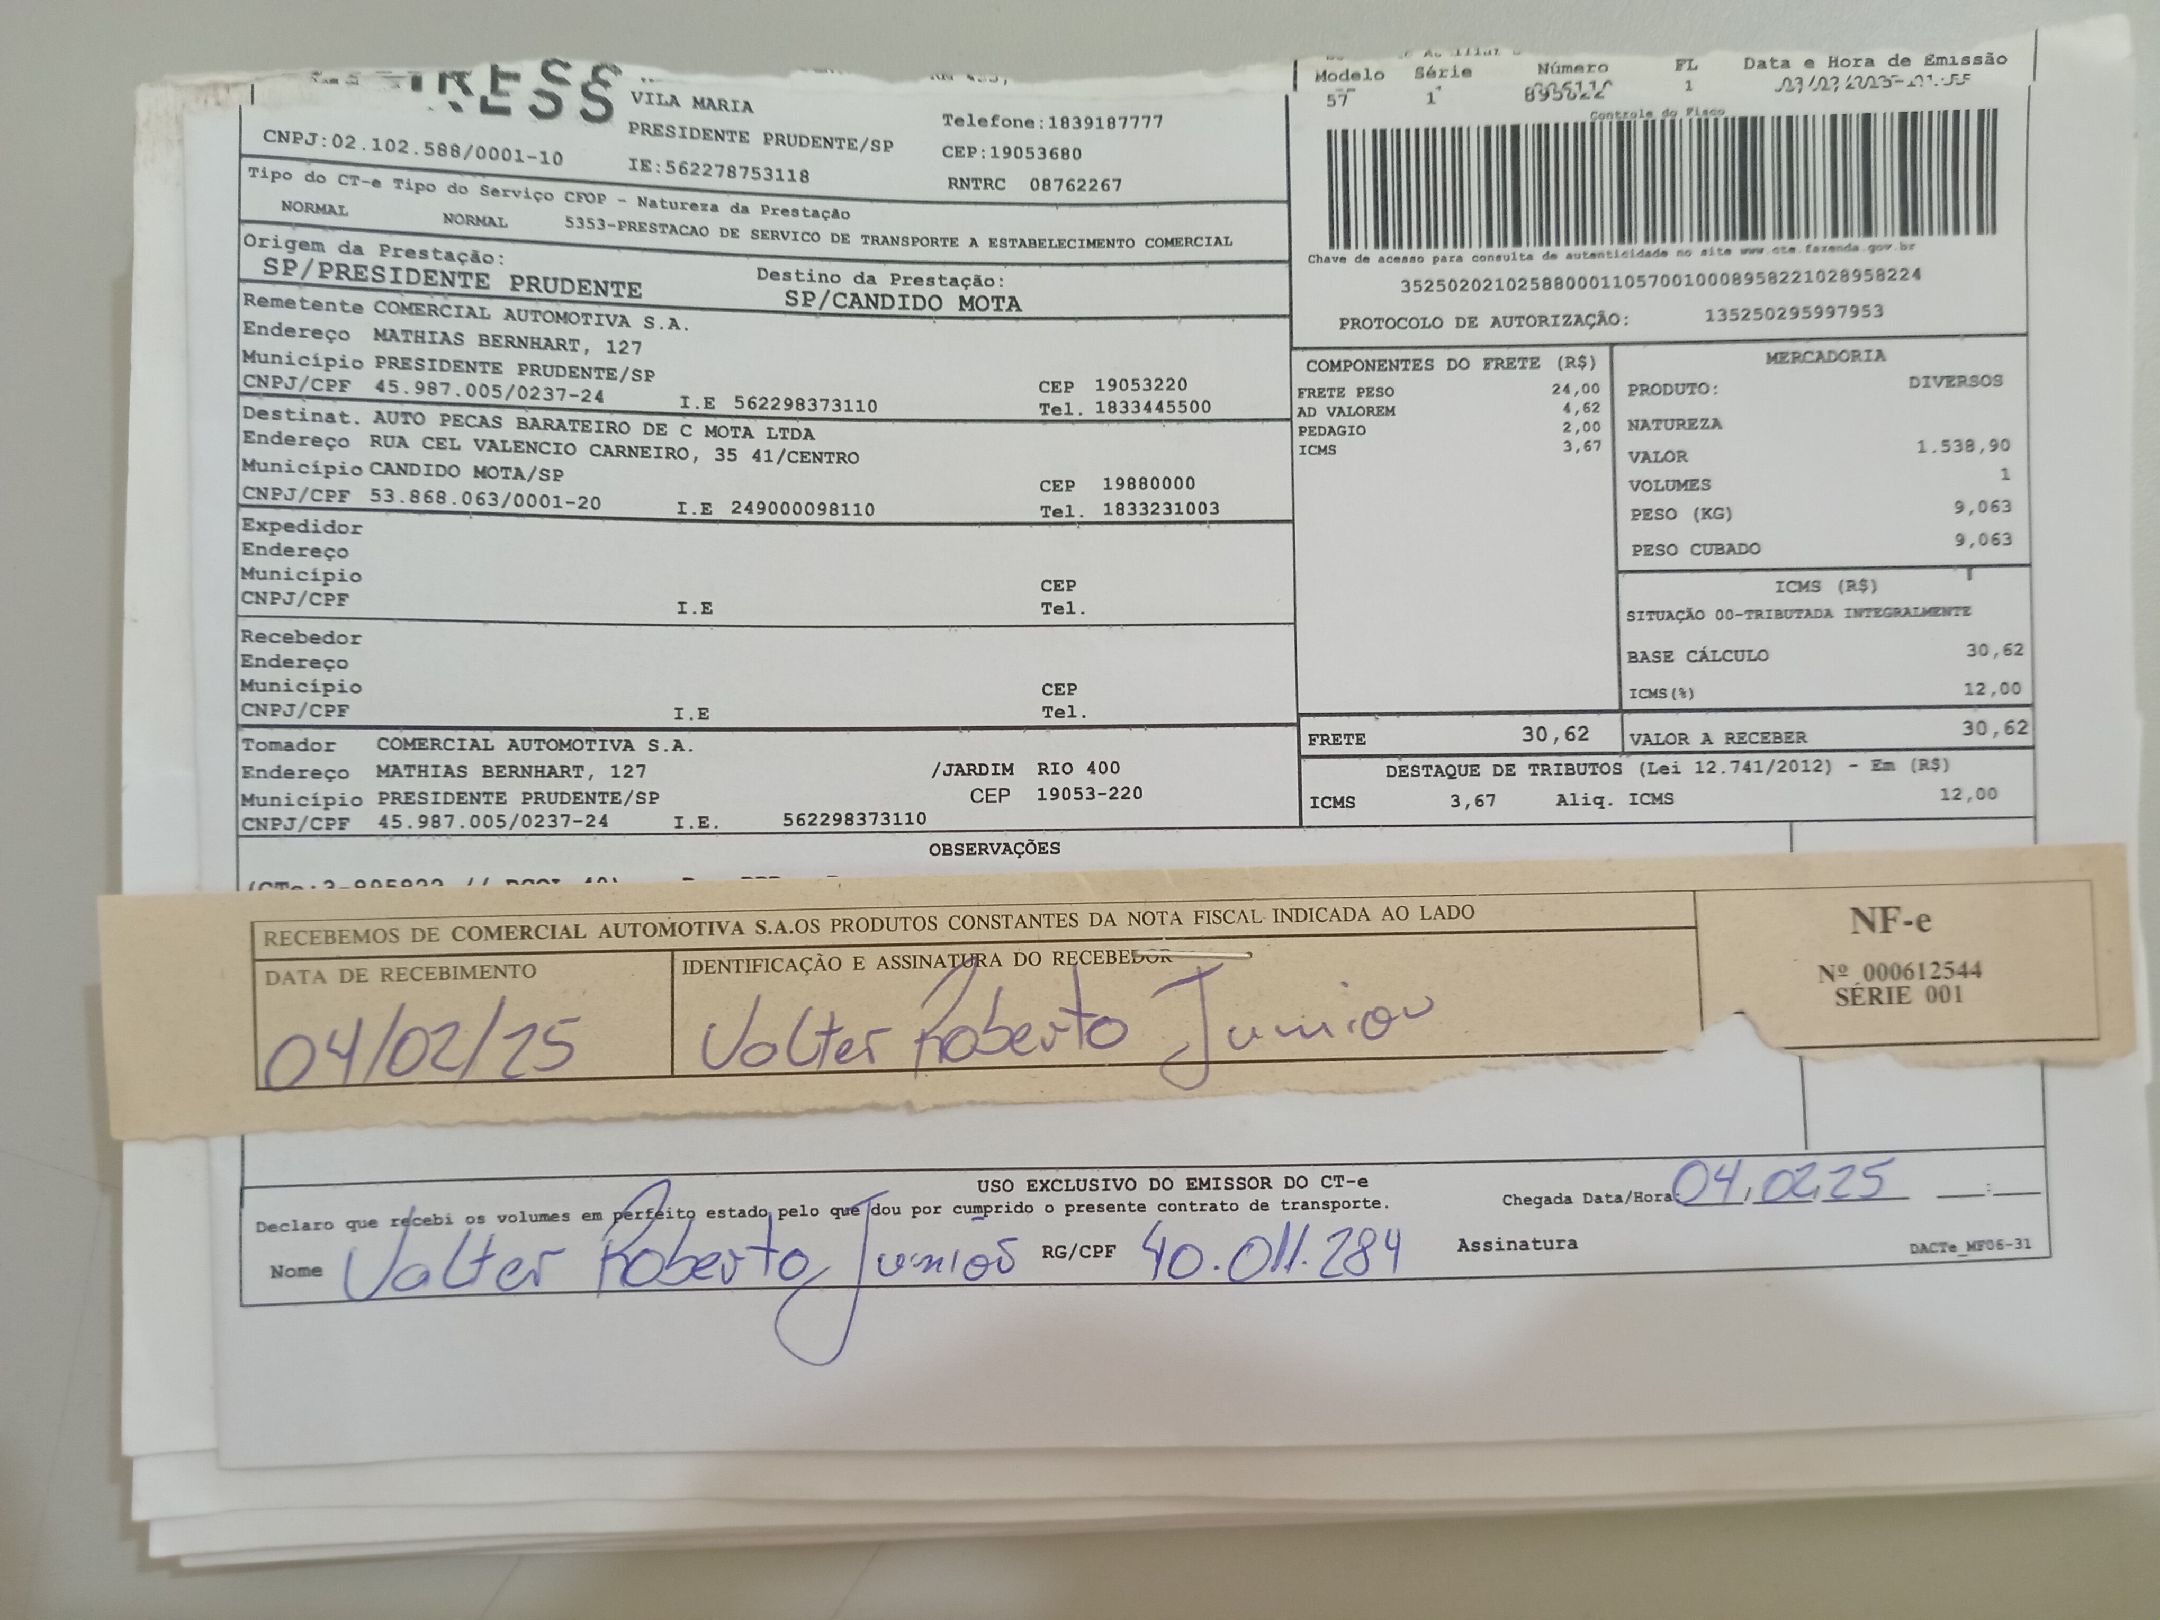 VILA MARIA
CNPJ:02.102.588/0001-10
PRESIDENTE PRUDENTE/SP
IE:562278753118
Telefone:1839187777
CEP:19053680
RNTRC 08762267
Modelo Série Número FL Data e Hora de Emissão
57 1 1
Controle do Fisco
Chave de acesso para consulta de autenticidade no site www.cte.fazenda.gov.br
35250202102588000110570010008958221028958224
PROTOCOLO DE AUTORIZAÇÃO: 135250295997953
Tipo do CT-e Tipo do Serviço CFOP - Natureza da Prestação
NORMAL NORMAL 5353-PRESTACAO DE SERVICO DE TRANSPORTE A ESTABELECIMENTO COMERCIAL
Origem da Prestação: Destino da Prestação:
SP/PRESIDENTE PRUDENTE SP/CANDIDO MOTA
Remetente COMERCIAL AUTOMOTIVA S.A.
Endereço MATHIAS BERNHART, 127
Município PRESIDENTE PRUDENTE/SP CEP 19053220
CNPJ/CPF 45.987.005/0237-24 I.E 562298373110 Tel. 1833445500
Destinat. AUTO PECAS BARATEIRO DE C MOTA LTDA
Endereço RUA CEL VALENCIO CARNEIRO, 35 41/CENTRO
Município CANDIDO MOTA/SP CEP 19880000
CNPJ/CPF 53.868.063/0001-20 I.E 249000098110 Tel. 1833231003
Expedidor
Endereço
Município CEP
CNPJ/CPF I.E Tel.
Recebedor
Endereço
Município CEP
CNPJ/CPF I.E Tel.
Tomador COMERCIAL AUTOMOTIVA S.A.
Endereço MATHIAS BERNHART, 127 /JARDIM RIO 400
Município PRESIDENTE PRUDENTE/SP CEP 19053-220
CNPJ/CPF 45.987.005/0237-24 I.E. 562298373110
COMPONENTES DO FRETE (R$)
FRETE PESO 24,00
AD VALOREM 4,62
PEDAGIO 2,00
ICMS 3,67
MERCADORIA
PRODUTO: DIVERSOS
NATUREZA
VALOR 1.538,90
VOLUMES 1
PESO (KG) 9,063
PESO CUBADO 9,063
ICMS (R$)
SITUAÇÃO 00-TRIBUTADA INTEGRALMENTE
BASE CÁLCULO 30,62
ICMS(%) 12,00
FRETE 30,62 VALOR A RECEBER 30,62
DESTAQUE DE TRIBUTOS (Lei 12.741/2012) - Em (R$)
ICMS 3,67 Aliq. ICMS 12,00
OBSERVAÇÕES
RECEBEMOS DE COMERCIAL AUTOMOTIVA S.A.OS PRODUTOS CONSTANTES DA NOTA FISCAL INDICADA AO LADO
DATA DE RECEBIMENTO IDENTIFICAÇÃO E ASSINATURA DO RECEBEDOR
04/02/25 Valter Roberto Junior
NF-e
Nº 000612544
SÉRIE 001
USO EXCLUSIVO DO EMISSOR DO CT-e
Declaro que recebi os volumes em perfeito estado pelo que dou por cumprido o presente contrato de transporte.
Chegada Data/Hora: 04,02,25
Nome Valter Roberto Junior RG/CPF 40.011.284 Assinatura
DACTe_MF06-31